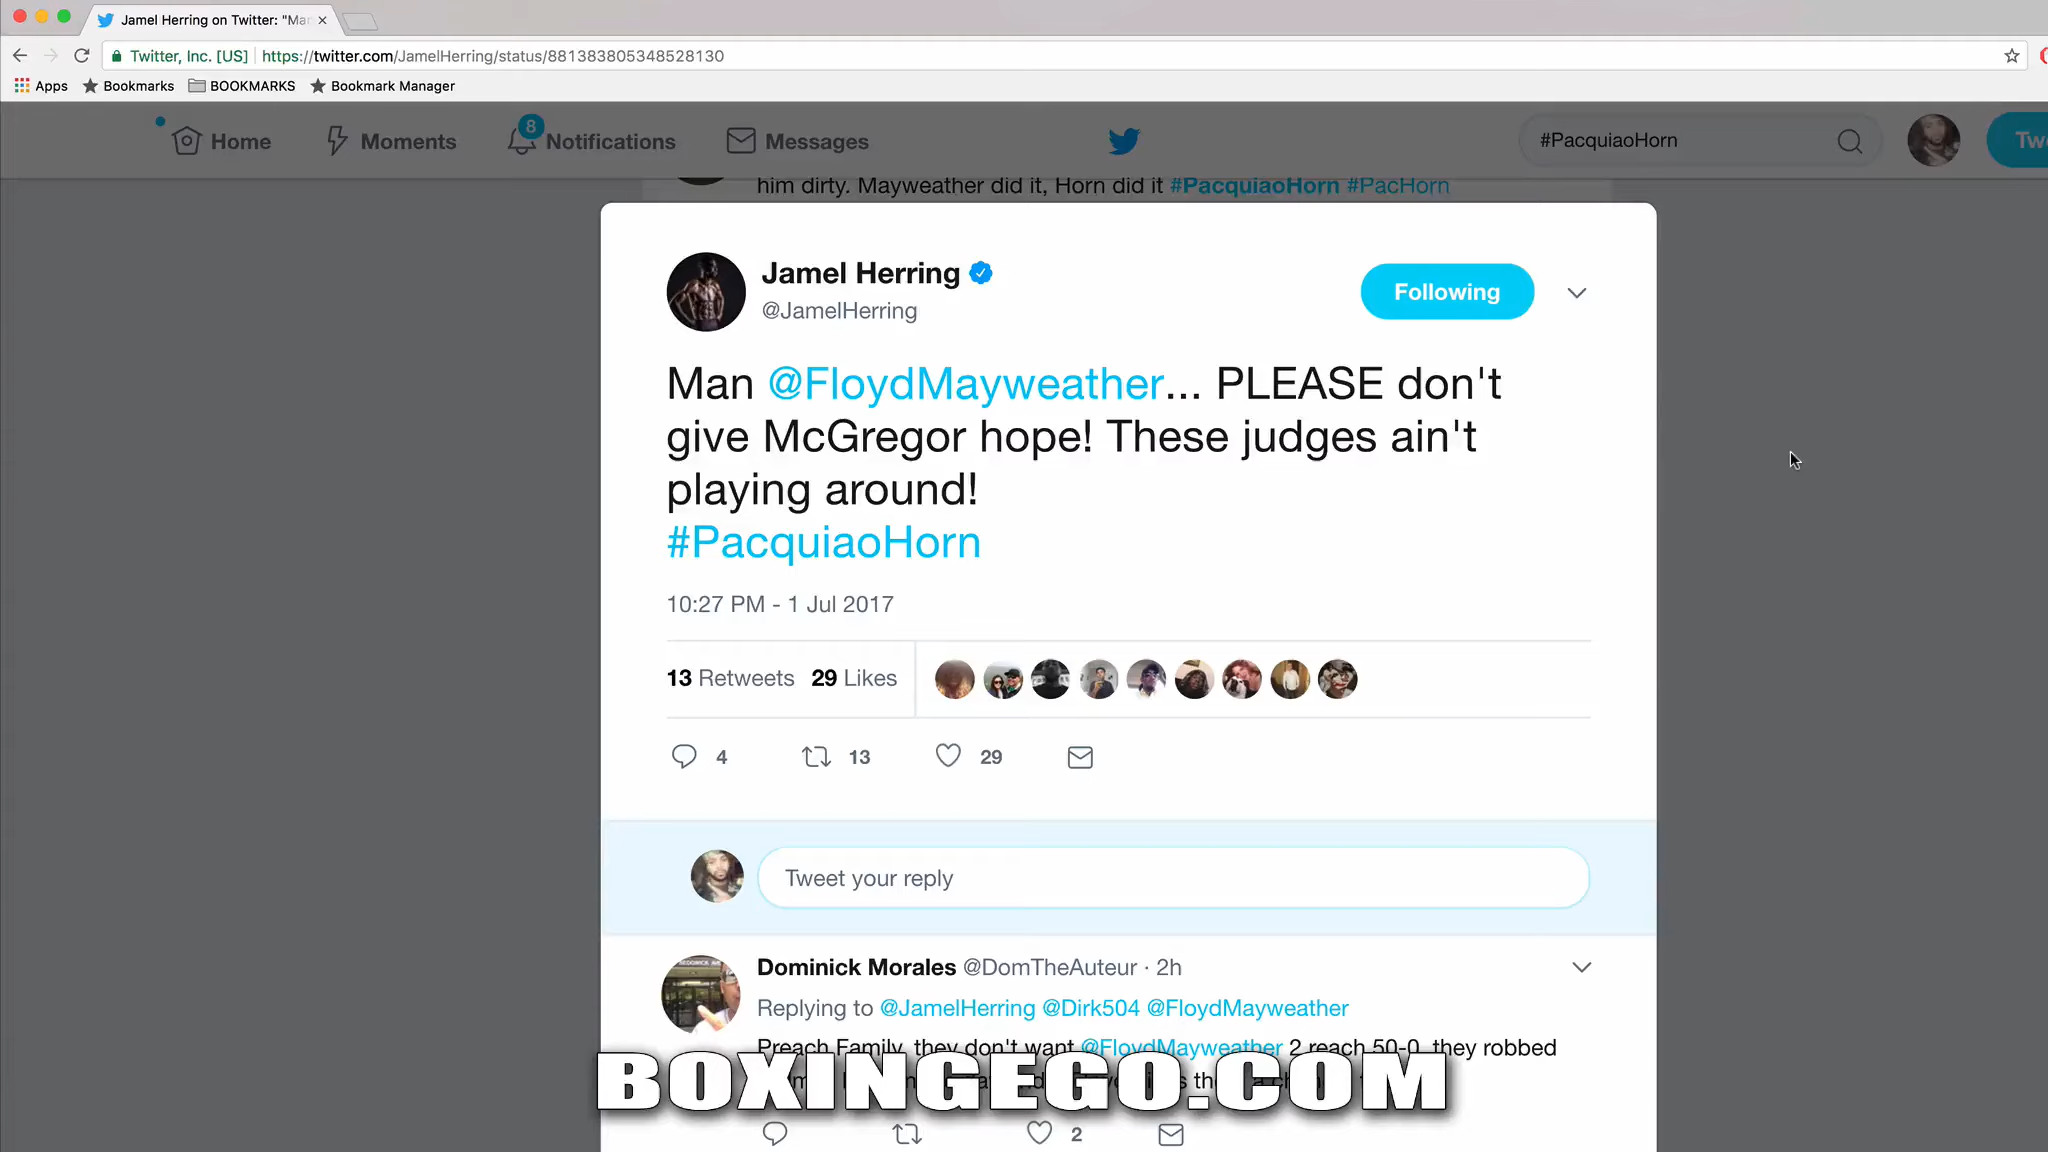 Jamel Herring on Twitter: "Mar
Twitter, Inc. [US] https://twitter.com/JamelHerring/status/881383805348528130
Apps Bookmarks BOOKMARKS Bookmark Manager
Home Moments 8 Notifications Messages #PacquiaoHorn
him dirty. Mayweather did it, Horn did it #PacquiaoHorn #PacHorn
Jamel Herring
@JamelHerring
Following
Man @FloydMayweather... PLEASE don't
give McGregor hope! These judges ain't
playing around!
#PacquiaoHorn
10:27 PM - 1 Jul 2017
13 Retweets 29 Likes
4 13 29
Tweet your reply
Dominick Morales @DomTheAuteur · 2h
Replying to @JamelHerring @Dirk504 @FloydMayweather
Preach Family, they don't want @FloydMayweather 2 reach 50-0, they robbed
BOXINGEGO.COM
2